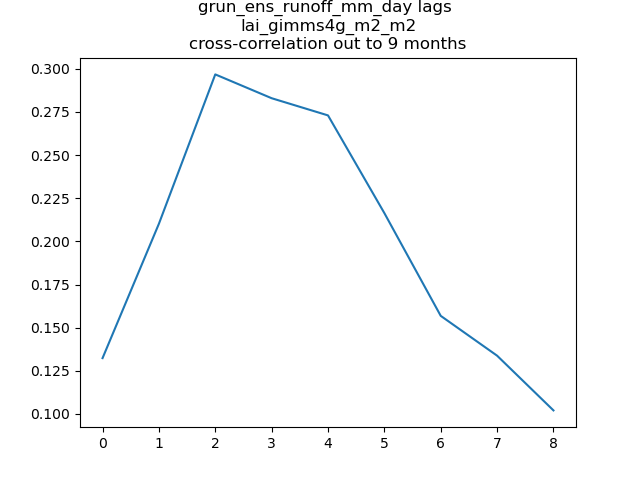 grun_ens_runoff_mm_day lags
lai_gimms4g_m2_m2
cross-correlation out to 9 months
0.300
0.275
0.250
0.225
0.200
0.175
0.150
0.125
0.100
0 1 2 3 4 5 6 7 8